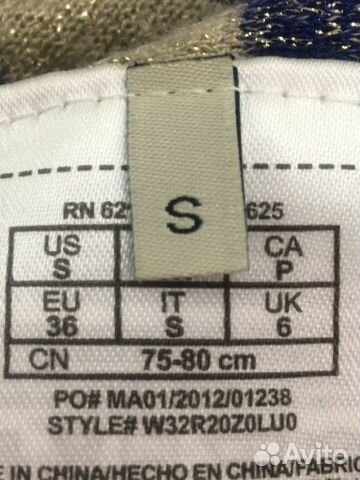 S
RN 62 625
US CA
S P
EU IT UK
36 S 6
CN 75-80 cm
PO# MA01/2012/01238
STYLE# W32R20Z0LU0
IN CHINA/HECHO EN CHINA/FABRIC
Avito